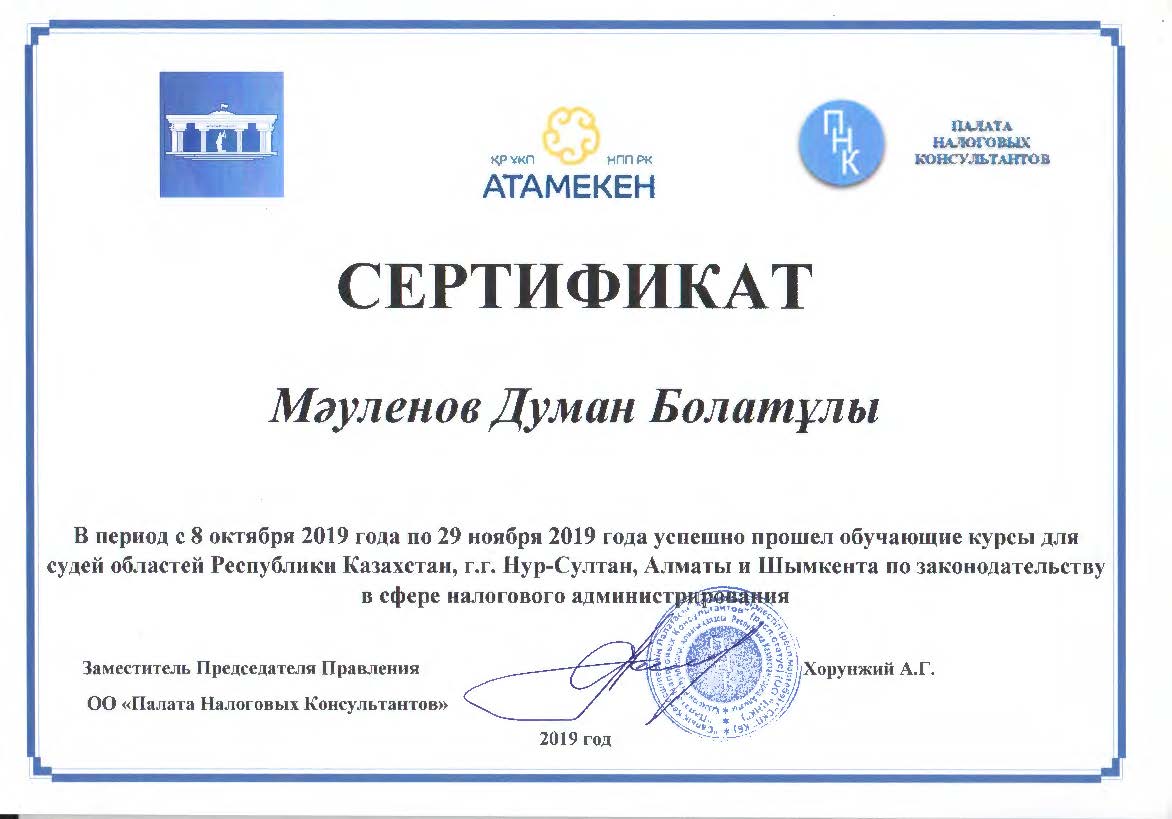 ҚР ҰКП НПП РК
АТАМЕКЕН
ПНК
ПАЛАТА
НАЛОГОВЫХ
КОНСУЛЬТАНТОВ
СЕРТИФИКАТ
Мәуленов Думан Болатұлы
В период с 8 октября 2019 года по 29 ноября 2019 года успешно прошел обучающие курсы для
судей областей Республики Казахстан, г.г. Нур-Султан, Алматы и Шымкента по законодательству
в сфере налогового администрирования
Заместитель Председателя Правления
Хорунжий А.Г.
ОО «Палата Налоговых Консультантов»
2019 год